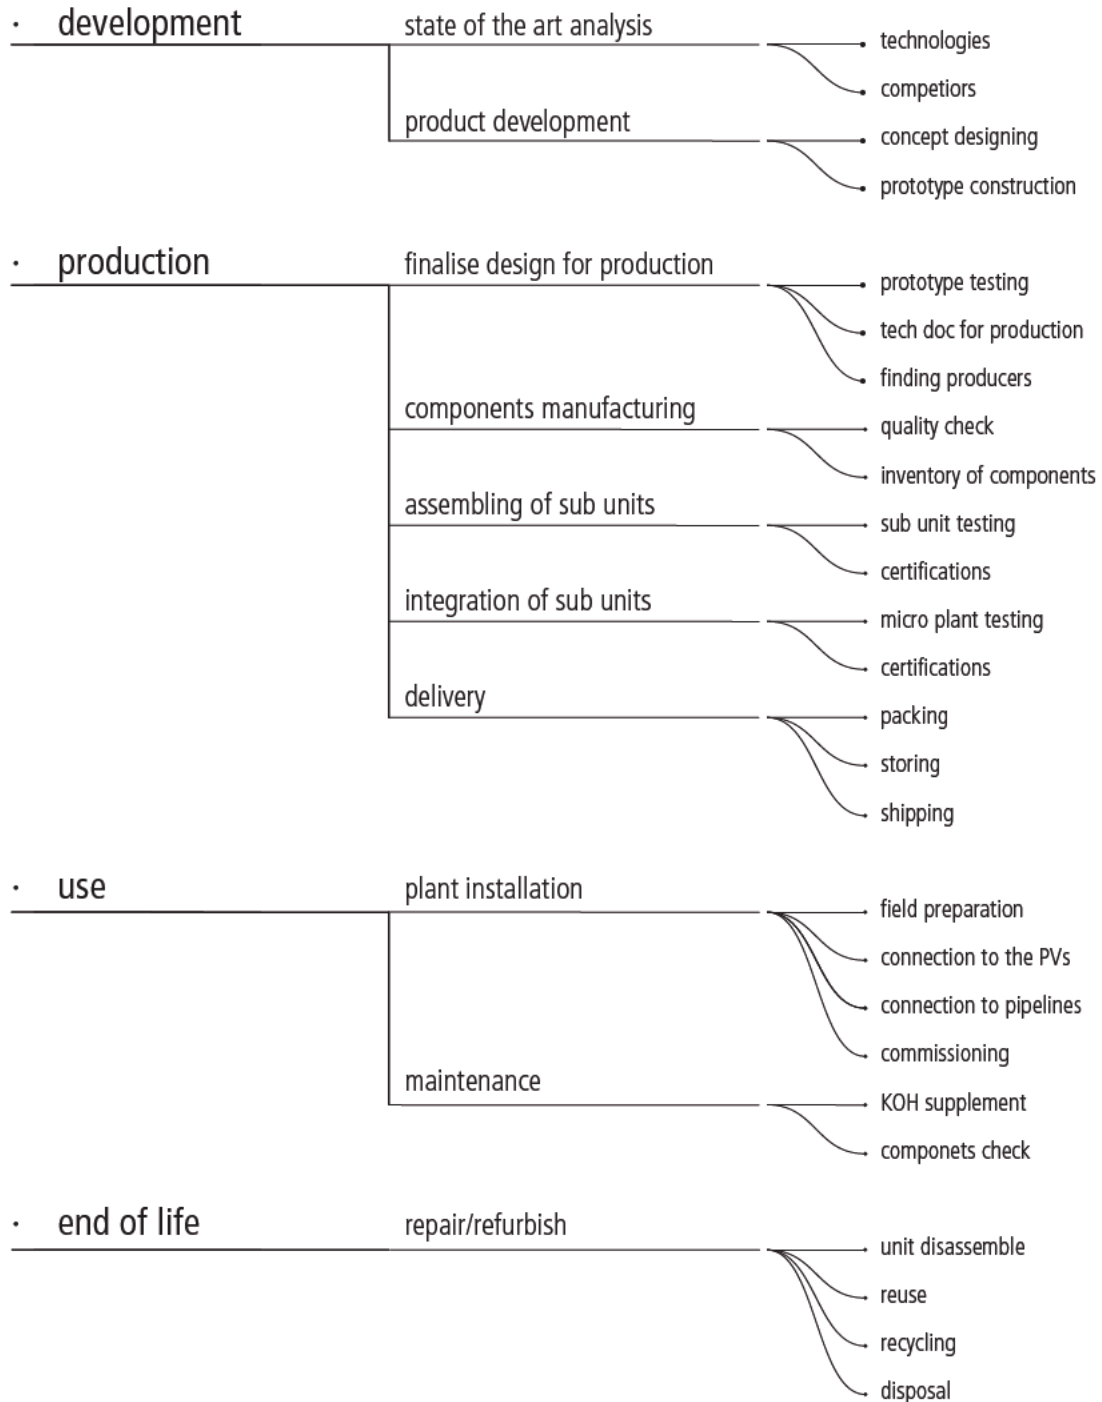 · development
state of the art analysis
technologies
competiors
product development
concept designing
prototype construction
· production
finalise design for production
prototype testing
tech doc for production
finding producers
components manufacturing
quality check
inventory of components
assembling of sub units
sub unit testing
certifications
integration of sub units
micro plant testing
certifications
delivery
packing
storing
shipping
· use
plant installation
field preparation
connection to the PVs
connection to pipelines
commissioning
maintenance
KOH supplement
componets check
· end of life
repair/refurbish
unit disassemble
reuse
recycling
disposal